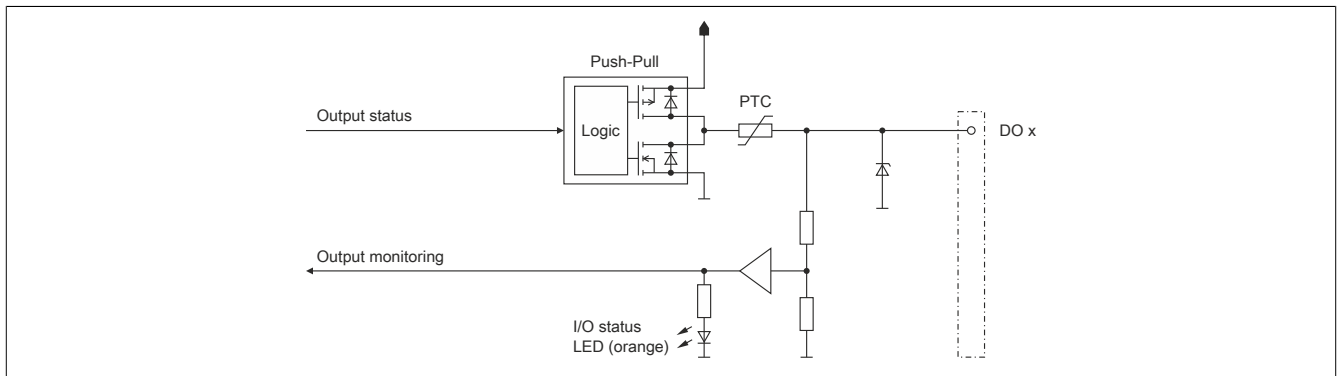 Push-Pull
PTC
Output status
Logic
DO x
Output monitoring
I/O status
LED (orange)